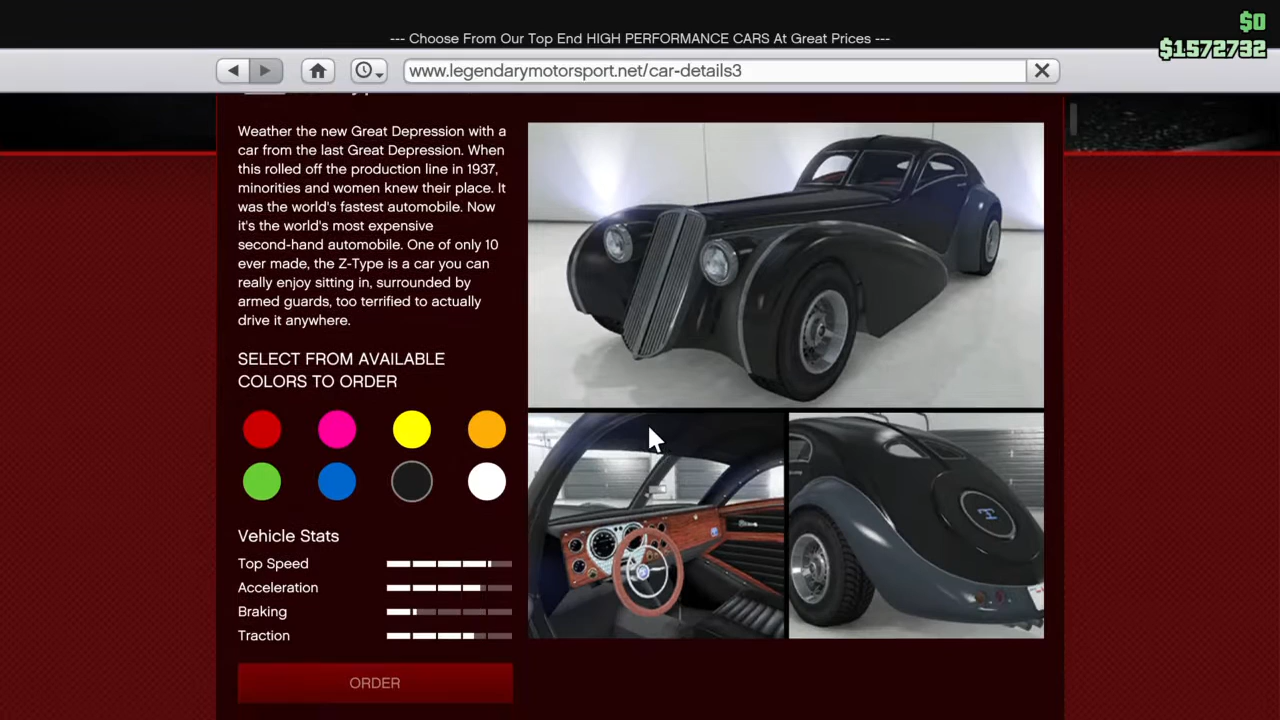 $0
$1572732
--- Choose From Our Top End HIGH PERFORMANCE CARS At Great Prices ---
www.legendarymotorsport.net/car-details3
Weather the new Great Depression with a
car from the last Great Depression. When
this rolled off the production line in 1937,
minorities and women knew their place. It
was the world's fastest automobile. Now
it's the world's most expensive
second-hand automobile. One of only 10
ever made, the Z-Type is a car you can
really enjoy sitting in, surrounded by
armed guards, too terrified to actually
drive it anywhere.
SELECT FROM AVAILABLE
COLORS TO ORDER
Vehicle Stats
Top Speed
Acceleration
Braking
Traction
ORDER